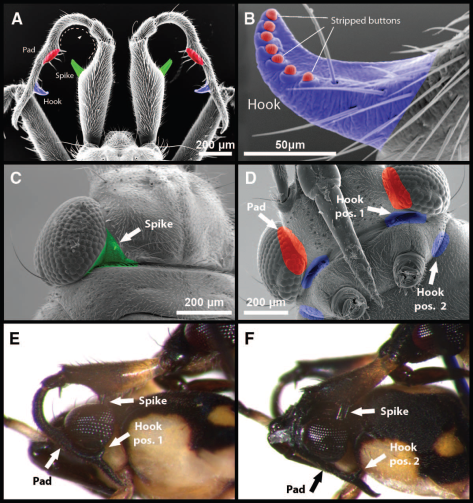 A
Pad
Spike
Hook
200 µm
B
Stripped buttons
Hook
50µm
C
Spike
200 µm
D
Pad
Hook
pos. 1
Hook
pos. 2
200 µm
E
Spike
Hook
pos. 1
Pad
F
Spike
Hook
pos. 2
Pad